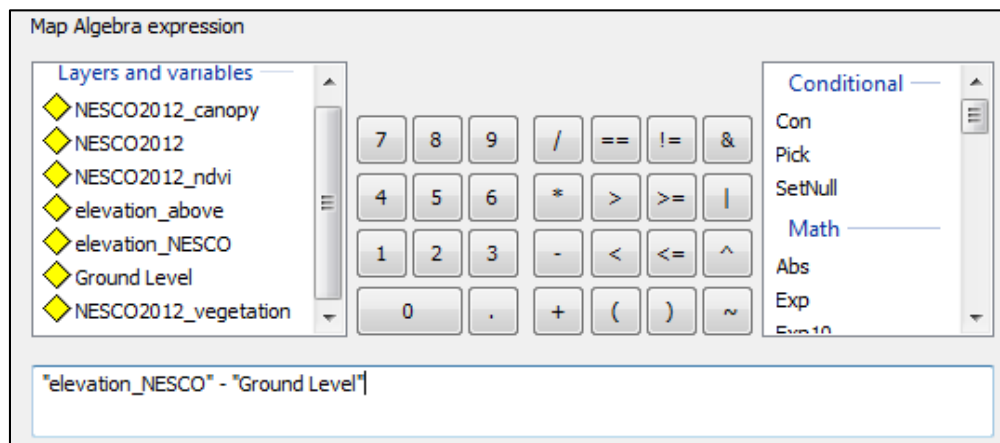 Map Algebra expression
Layers and variables
NESCO2012_canopy
NESCO2012
NESCO2012_ndvi
elevation_above
elevation_NESCO
Ground Level
NESCO2012_vegetation
7 8 9 / == != &
4 5 6 * > >= |
1 2 3 - < <= ^
0 . + ( ) ~
Conditional
Con
Pick
SetNull
Math
Abs
Exp
Exp10
"elevation_NESCO" - "Ground Level"